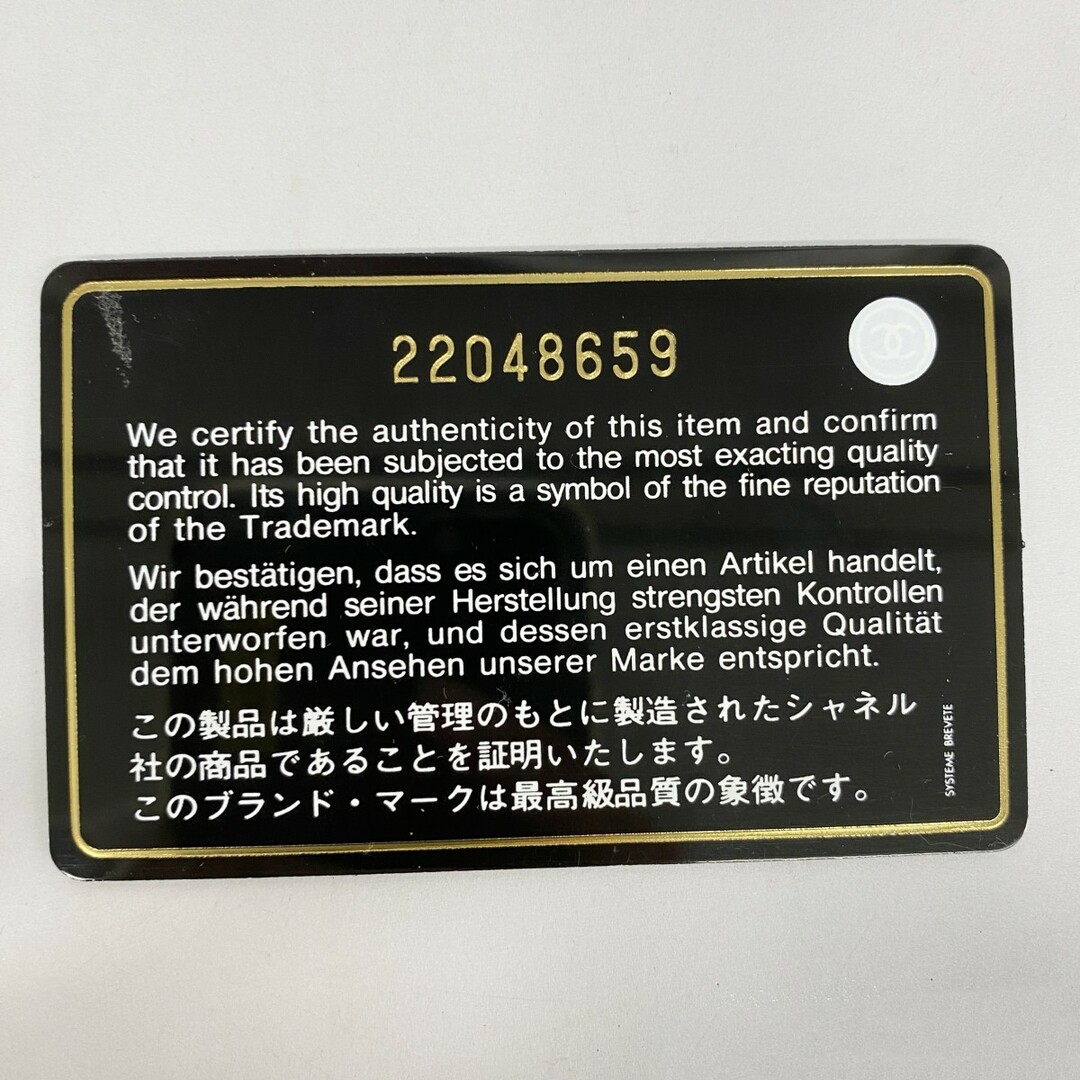 22048659
We certify the authenticity of this item and confirm
that it has been subjected to the most exacting quality
control. Its high quality is a symbol of the fine reputation
of the Trademark.
Wir bestätigen, dass es sich um einen Artikel handelt,
der während seiner Herstellung strengsten Kontrollen
unterworfen war, und dessen erstklassige Qualität
dem hohen Ansehen unserer Marke entspricht.
この製品は厳しい管理のもとに製造されたシャネル
社の商品であることを証明いたします。
このブランド・マークは最高級品質の象徴です。
SYSTEME BREVETE